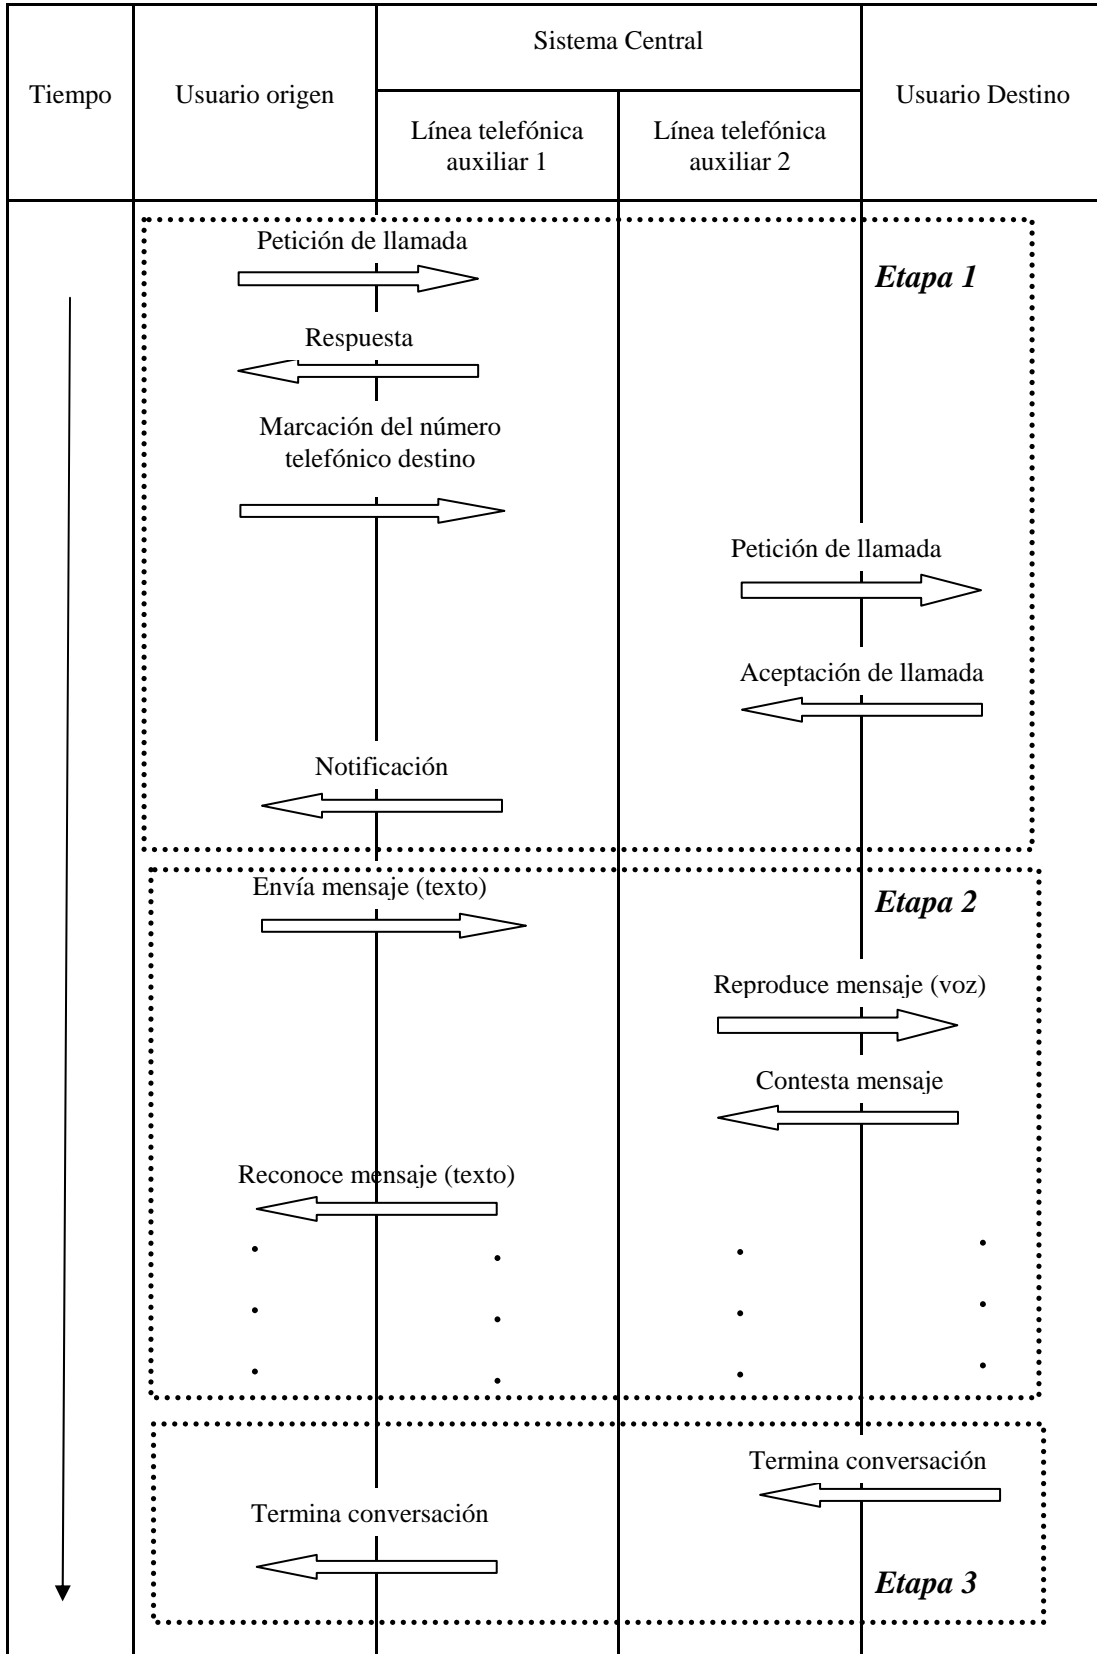 Sistema Central
Tiempo
Usuario origen
Usuario Destino
Línea telefónica
auxiliar 1
Línea telefónica
auxiliar 2
Petición de llamada
Etapa 1
Respuesta
Marcación del número
telefónico destino
Petición de llamada
Aceptación de llamada
Notificación
Envía mensaje (texto)
Etapa 2
Reproduce mensaje (voz)
Contesta mensaje
Reconoce mensaje (texto)
Termina conversación
Termina conversación
Etapa 3